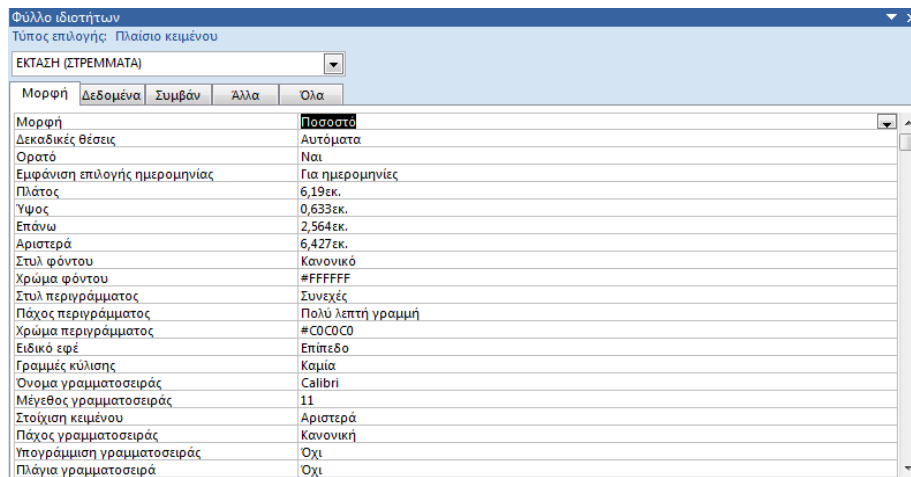 Φύλλο ιδιοτήτων
Τύπος επιλογής: Πλαίσιο κειμένου
ΕΚΤΑΣΗ (ΣΤΡΕΜΜΑΤΑ)
Μορφή Δεδομένα Συμβάν Άλλα Όλα
Μορφή Ποσοστό
Δεκαδικές θέσεις Αυτόματα
Ορατό Ναι
Εμφάνιση επιλογής ημερομηνίας Για ημερομηνίες
Πλάτος 6,19εκ.
Ύψος 0,633εκ.
Επάνω 2,564εκ.
Αριστερά 6,427εκ.
Στυλ φόντου Κανονικό
Χρώμα φόντου #FFFFFF
Στυλ περιγράμματος Συνεχές
Πάχος περιγράμματος Πολύ λεπτή γραμμή
Χρώμα περιγράμματος #C0C0C0
Ειδικό εφέ Επίπεδο
Γραμμές κύλισης Καμία
Όνομα γραμματοσειράς Calibri
Μέγεθος γραμματοσειράς 11
Στοίχιση κειμένου Αριστερά
Πάχος γραμματοσειράς Κανονική
Υπογράμμιση γραμματοσειράς Όχι
Πλάγια γραμματοσειρά Όχι